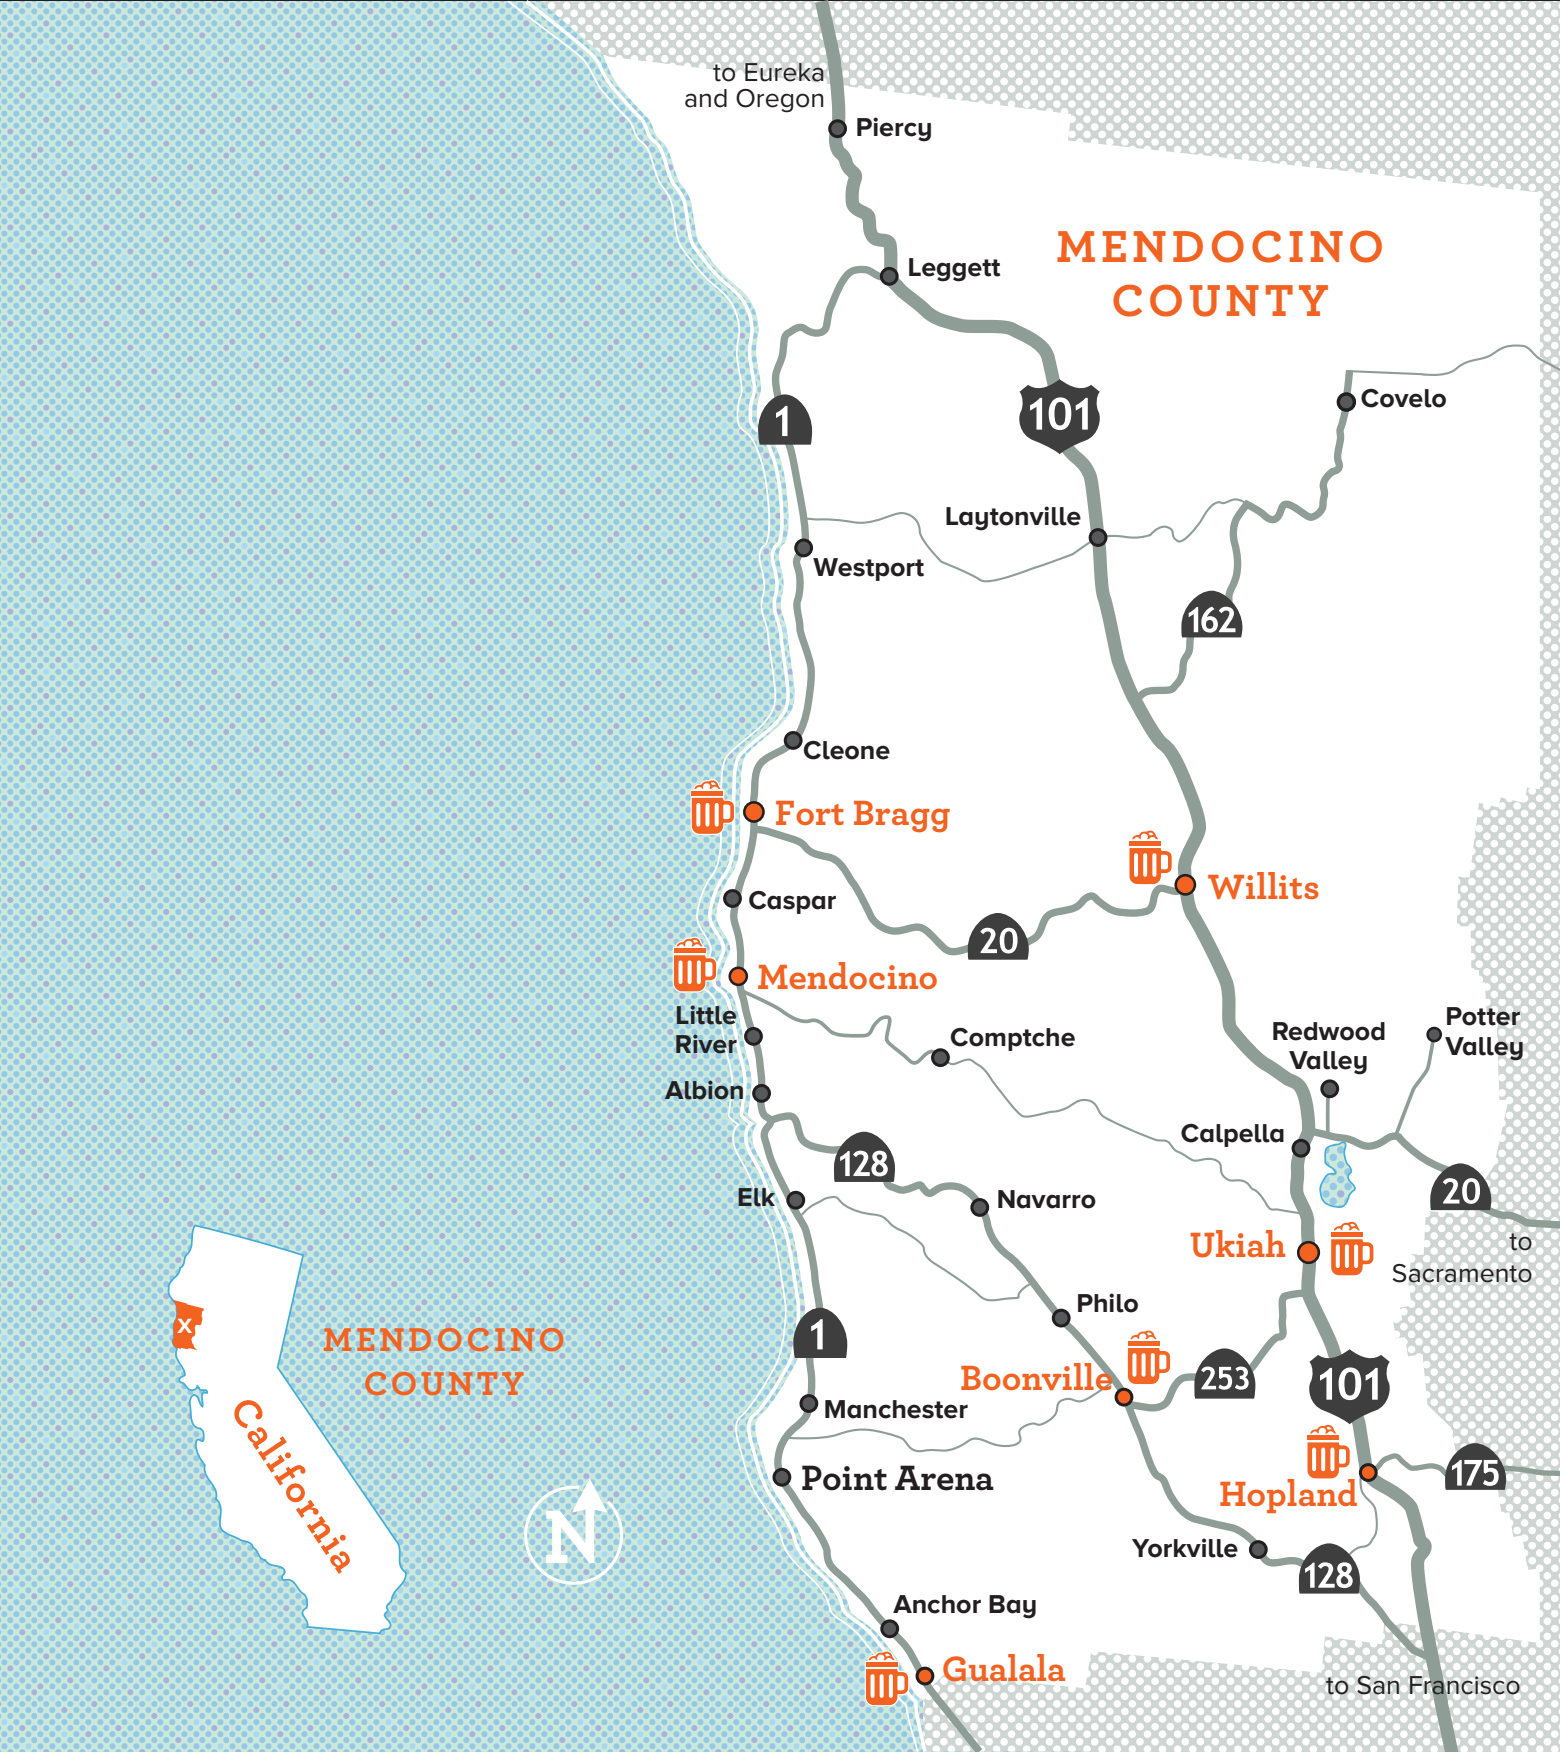 to Eureka
and Oregon
Piercy
MENDOCINO
COUNTY
Leggett
Covelo
1
101
Laytonville
Westport
162
Cleone
Fort Bragg
Willits
Caspar
20
Mendocino
Little
River
Comptche
Redwood
Valley
Potter
Valley
Albion
Calpella
128
20
Elk
Navarro
Ukiah
to
Sacramento
Philo
1
Boonville
253
101
Manchester
Point Arena
175
Hopland
Yorkville
128
Anchor Bay
Gualala
to San Francisco
X
MENDOCINO
COUNTY
California
N